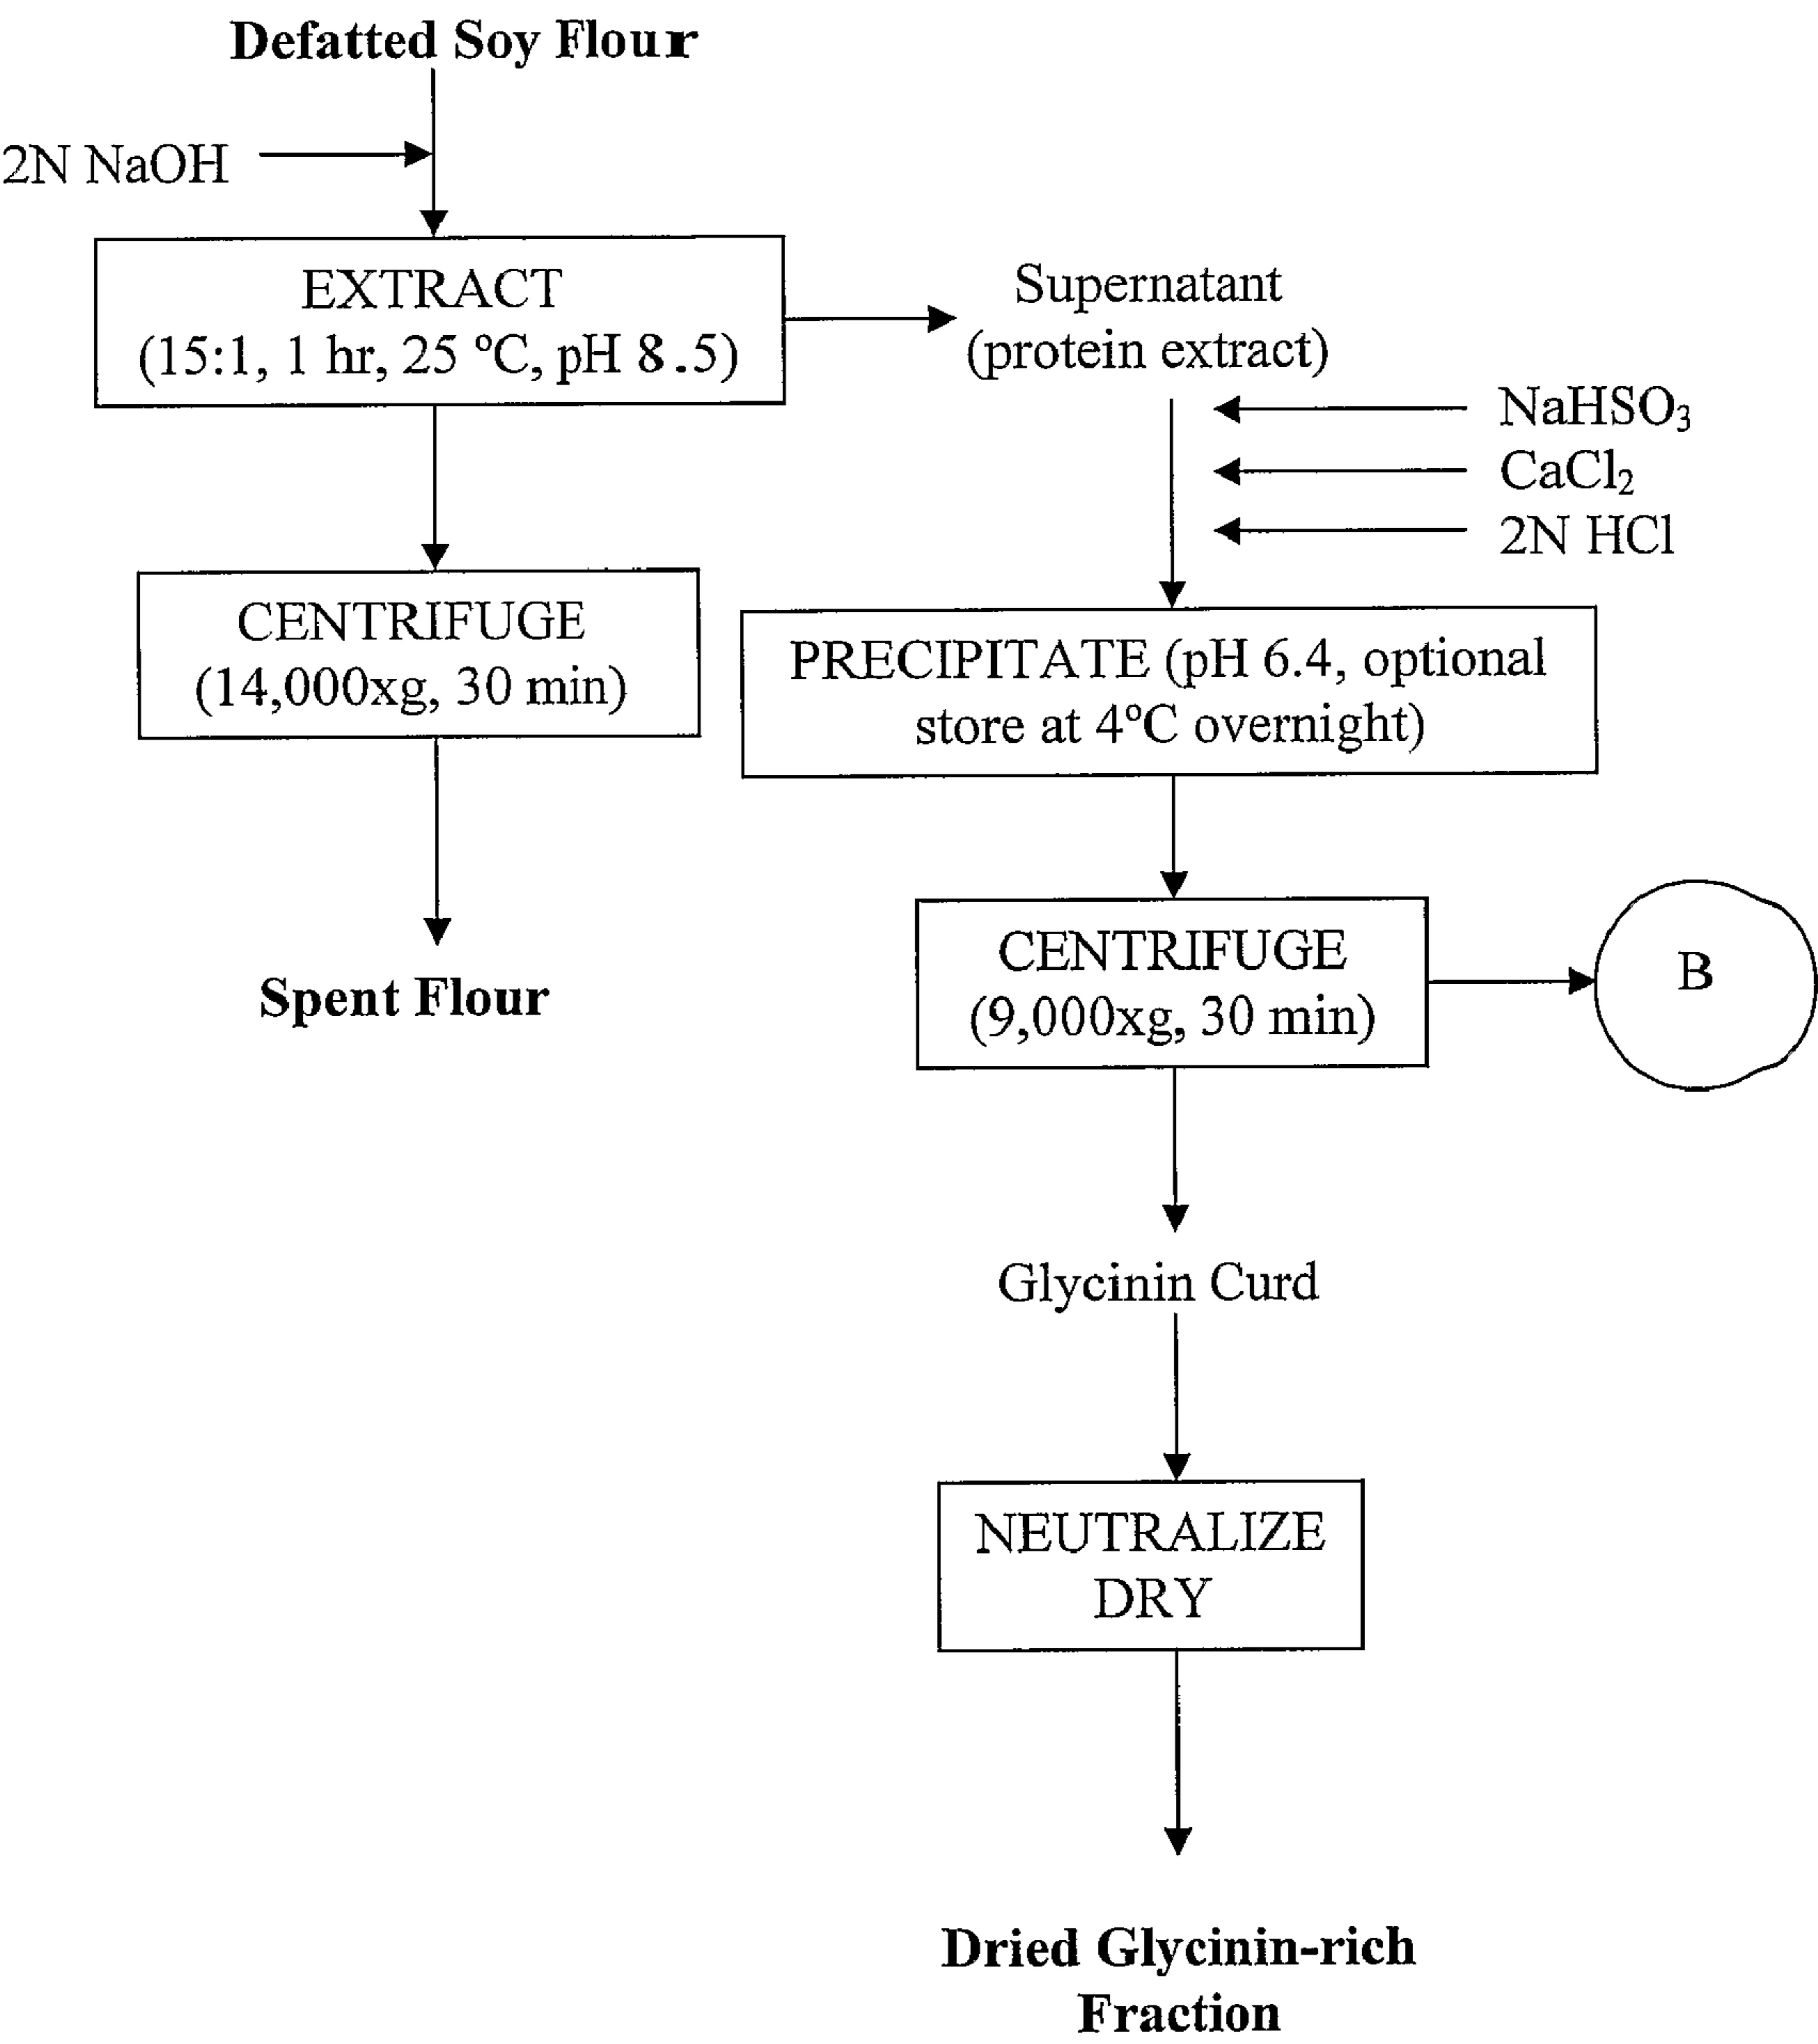 Defatted Soy Flour
2N NaOH
EXTRACT
(15:1, 1 hr, 25 ºC, pH 8.5)
Supernatant
(protein extract)
NaHSO₃
CaCl₂
2N HCl
CENTRIFUGE
(14,000xg, 30 min)
PRECIPITATE (pH 6.4, optional
store at 4ºC overnight)
Spent Flour
CENTRIFUGE
(9,000xg, 30 min)
B
Glycinin Curd
NEUTRALIZE
DRY
Dried Glycinin-rich
Fraction